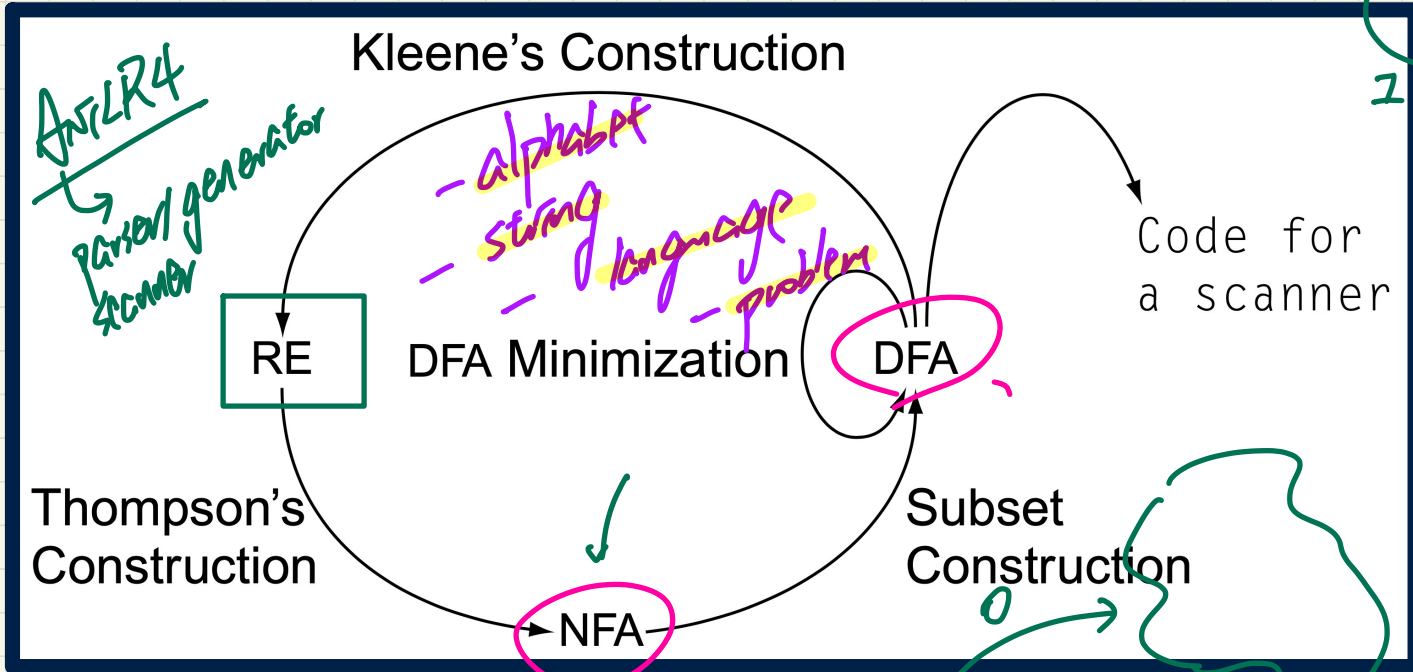 Kleene's Construction
ANTLR4
parser/generator
scanner
- alphabet
- string
- language
- problem
1
Code for
a scanner
RE
DFA Minimization
DFA
Thompson's
Construction
Subset
Construction
0
NFA